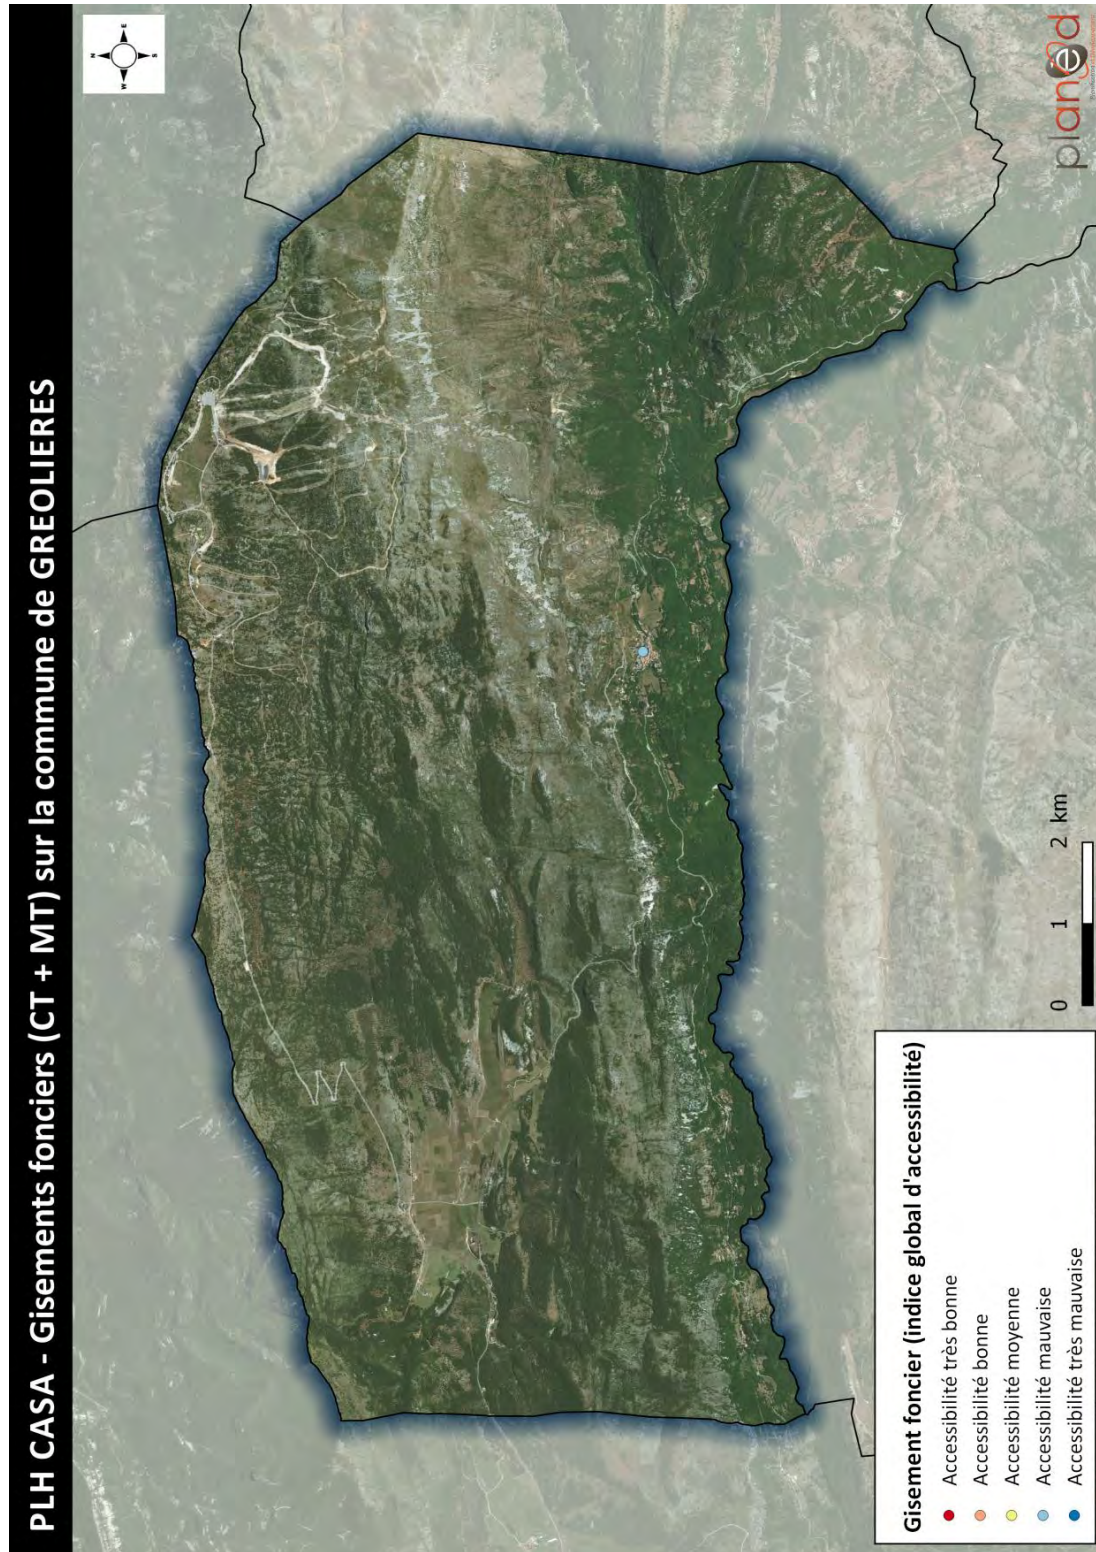 PLH CASA - Gisements fonciers (CT + MT) sur la commune de GREOLIERES
N
W
E
S
Gisement foncier (indice global d'accessibilité)
Accessibilité très bonne
Accessibilité bonne
Accessibilité moyenne
Accessibilité mauvaise
Accessibilité très mauvaise
0 1 2 km
planed